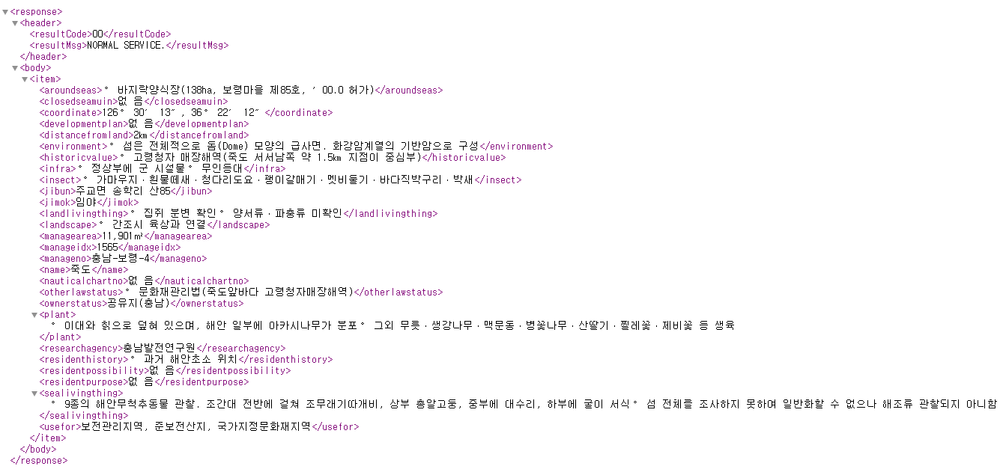 <response>
<header>
<resultCode>00</resultCode>
<resultMsg>NORMAL SERVICE.</resultMsg>
</header>
<body>
<item>
<aroundseas>° 바지락양식장(138ha, 보령마을 제85호, ′00.0 허가)</aroundseas>
<closedseamuin>없 음</closedseamuin>
<coordinate>126° 30′ 13″, 36° 22′ 12″</coordinate>
<developmentplan>없 음</developmentplan>
<distancefromland>2㎞</distancefromland>
<environment>° 섬은 전체적으로 돔(Dome) 모양의 급사면. 화강암계열의 기반암으로 구성</environment>
<historicvalue>° 고령청자 매장해역(죽도 서서남쪽 약 1.5㎞ 지점이 중심부)</historicvalue>
<infra>° 정상부에 군 시설물° 무인등대</infra>
<insect>° 가마우지·흰물떼새·청다리도요·괭이갈매기·멧비둘기·바다직박구리·박새</insect>
<jibun>주교면 송학리 산85</jibun>
<jimok>임야</jimok>
<landlivingthing>° 집쥐 분변 확인° 양서류·파충류 미확인</landlivingthing>
<landscape>° 간조시 육상과 연결</landscape>
<managearea>11,901㎡</managearea>
<manageidx>1565</manageidx>
<manageno>충남-보령-4</manageno>
<name>죽도</name>
<nauticalchartno>없 음</nauticalchartno>
<otherlawstatus>° 문화재관리법(죽도앞바다 고령청자매장해역)</otherlawstatus>
<ownerstatus>공유지(충남)</ownerstatus>
<plant>
° 이대와 칡으로 덮혀 있으며, 해안 일부에 아카시나무가 분포° 그외 무릇·생강나무·맥문동·병꽃나무·산딸기·찔레꽃·제비꽃 등 생육
</plant>
<researchagency>충남발전연구원</researchagency>
<residenthistory>° 과거 해안초소 위치</residenthistory>
<residentpossibility>없 음</residentpossibility>
<residentpurpose>없 음</residentpurpose>
<sealivingthing>
° 9종의 해안무척추동물 관찰. 조간대 전반에 걸쳐 조무래기따개비, 상부 총알고둥, 중부에 대수리, 하부에 굴이 서식° 섬 전체를 조사하지 못하여 일반화할 수 없으나 해조류 관찰되지 아니함
</sealivingthing>
<usefor>보전관리지역, 준보전산지, 국가지정문화재지역</usefor>
</item>
</body>
</response>